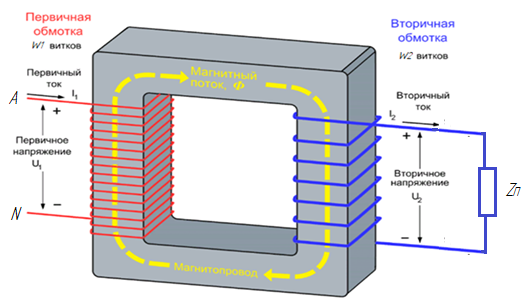 Первичная
обмотка
W1 витков
Первичный
ток
I1
A
+
Первичное
напряжение
U1
−
N
Магнитный
поток, Ф
Магнитопровод
Вторичная
обмотка
W2 витков
Вторичный
ток
I2
+
Вторичное
напряжение
U2
−
Zп